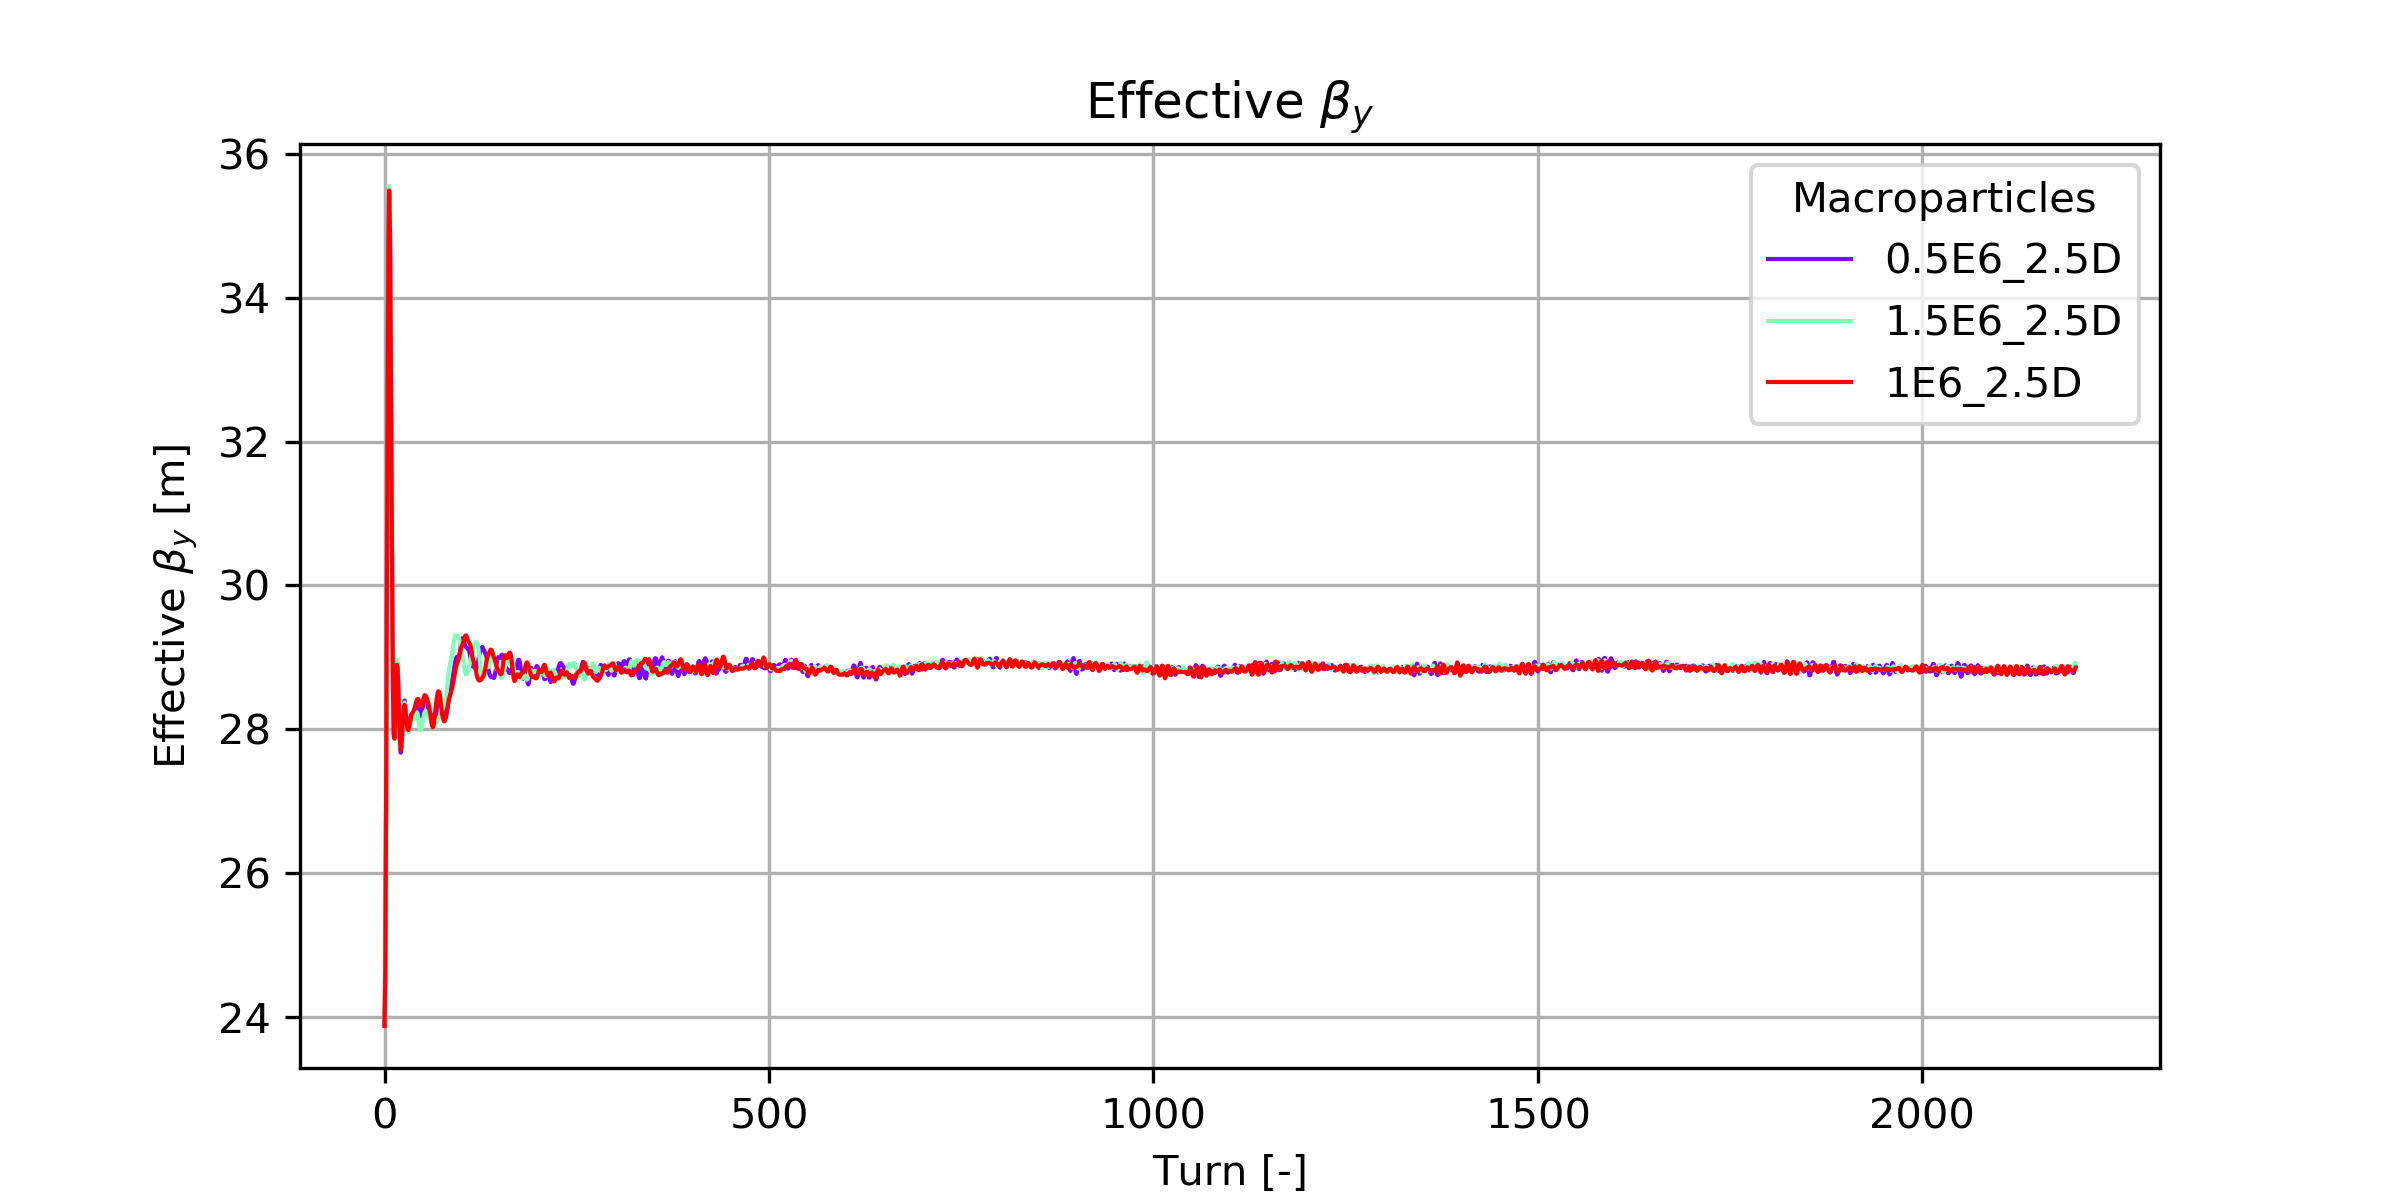 Effective βy
36
34
32
30
28
26
24
Effective βy [m]
Macroparticles
0.5E6_2.5D
1.5E6_2.5D
1E6_2.5D
0 500 1000 1500 2000
Turn [-]